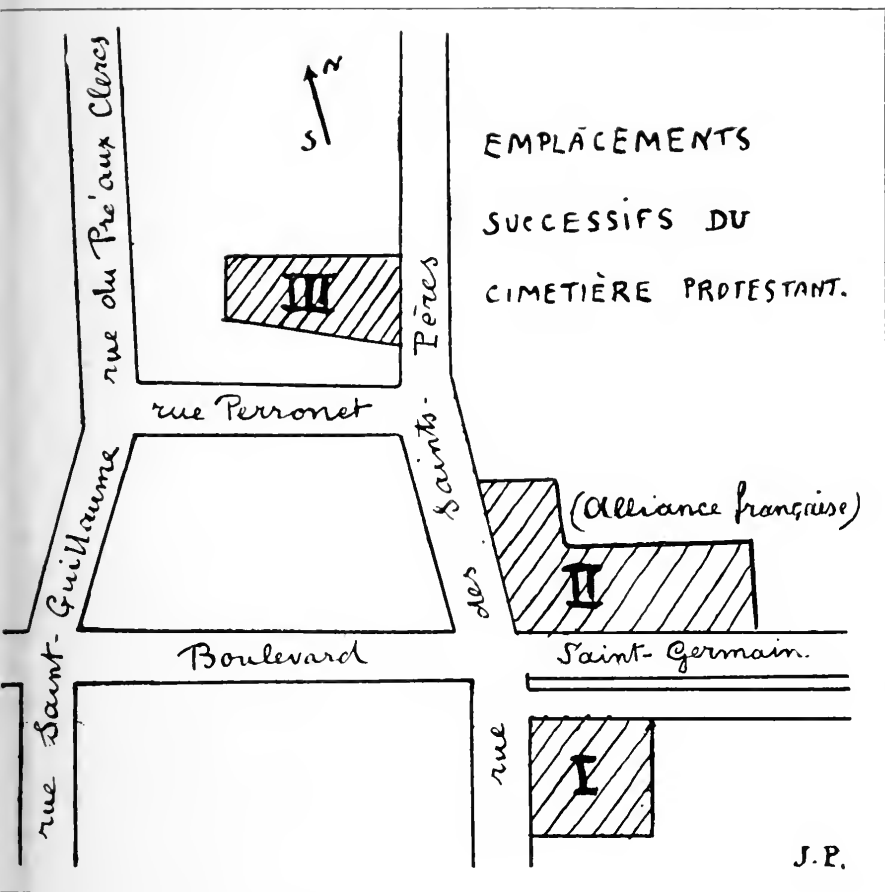 N
S
EMPLACEMENTS
SUCCESSIFS DU
CIMETIÈRE PROTESTANT.
rue du Pré aux Clercs
III
rue Perronet
rue des Saints-Pères
(Alliance française)
II
rue Saint-Guillaume
Boulevard Saint-Germain.
I
J.P.